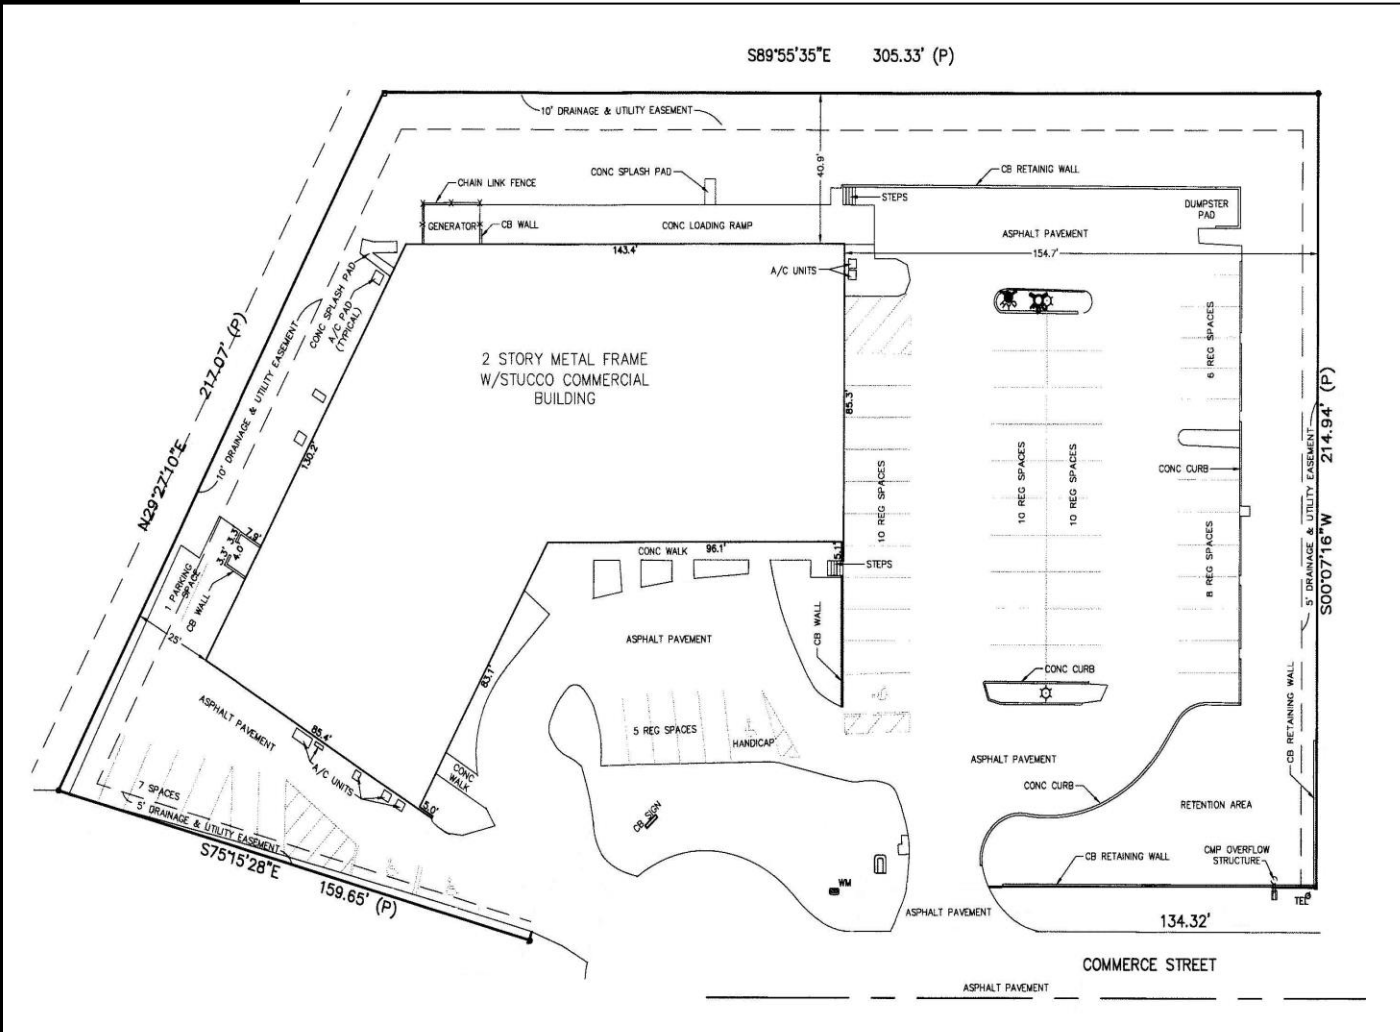 S89°55'35"E 305.33' (P)
10' DRAINAGE & UTILITY EASEMENT
40.9'
CONC SPLASH PAD
CB RETAINIG WALL
CHAIN LINK FENCE
STEPS
DUMPSTER
PAD
GENERATOR
CB WALL
CONC LOADING RAMP
ASPHALT PAVEMENT
143.4'
154.7'
A/C UNITS
CONC SPLASH PAD
A/C PAD
(TYPICAL)
217.07' (P)
N29°27'10"E
10' DRAINAGE & UTILITY EASEMENT
130.2'
2 STORY METAL FRAME
W/STUCCO COMMERCIAL
BUILDING
85.3'
6 REG SPACES
10 REG SPACES
10 REG SPACES
10 REG SPACES
CONC CURB
8 REG SPACES
214.94' (P)
S00°07'16"W
5' DRAINAGE & UTILITY EASEMENT
7.9'
3.3'
4.0'
3.3'
1 PARKING
SPACE
CB WALL
25'
CONC WALK
96.1'
5.1'
STEPS
ASPHALT PAVEMENT
CB WALL
83.1'
CONC CURB
CB RETAINING WALL
ASPHALT PAVEMENT
85.4'
5 REG SPACES
HANDICAP
A/C UNITS
CONC
WALK
5.0'
ASPHALT PAVEMENT
CONC CURB
RETENTION AREA
7 SPACES
5' DRAINAGE & UTILITY EASEMENT
S75°15'28"E
159.65' (P)
CB SIGN
WM
CB RETAINING WALL
CMP OVERFLOW
STRUCTURE
TEL
ASPHALT PAVEMENT
134.32'
COMMERCE STREET
ASPHALT PAVEMENT